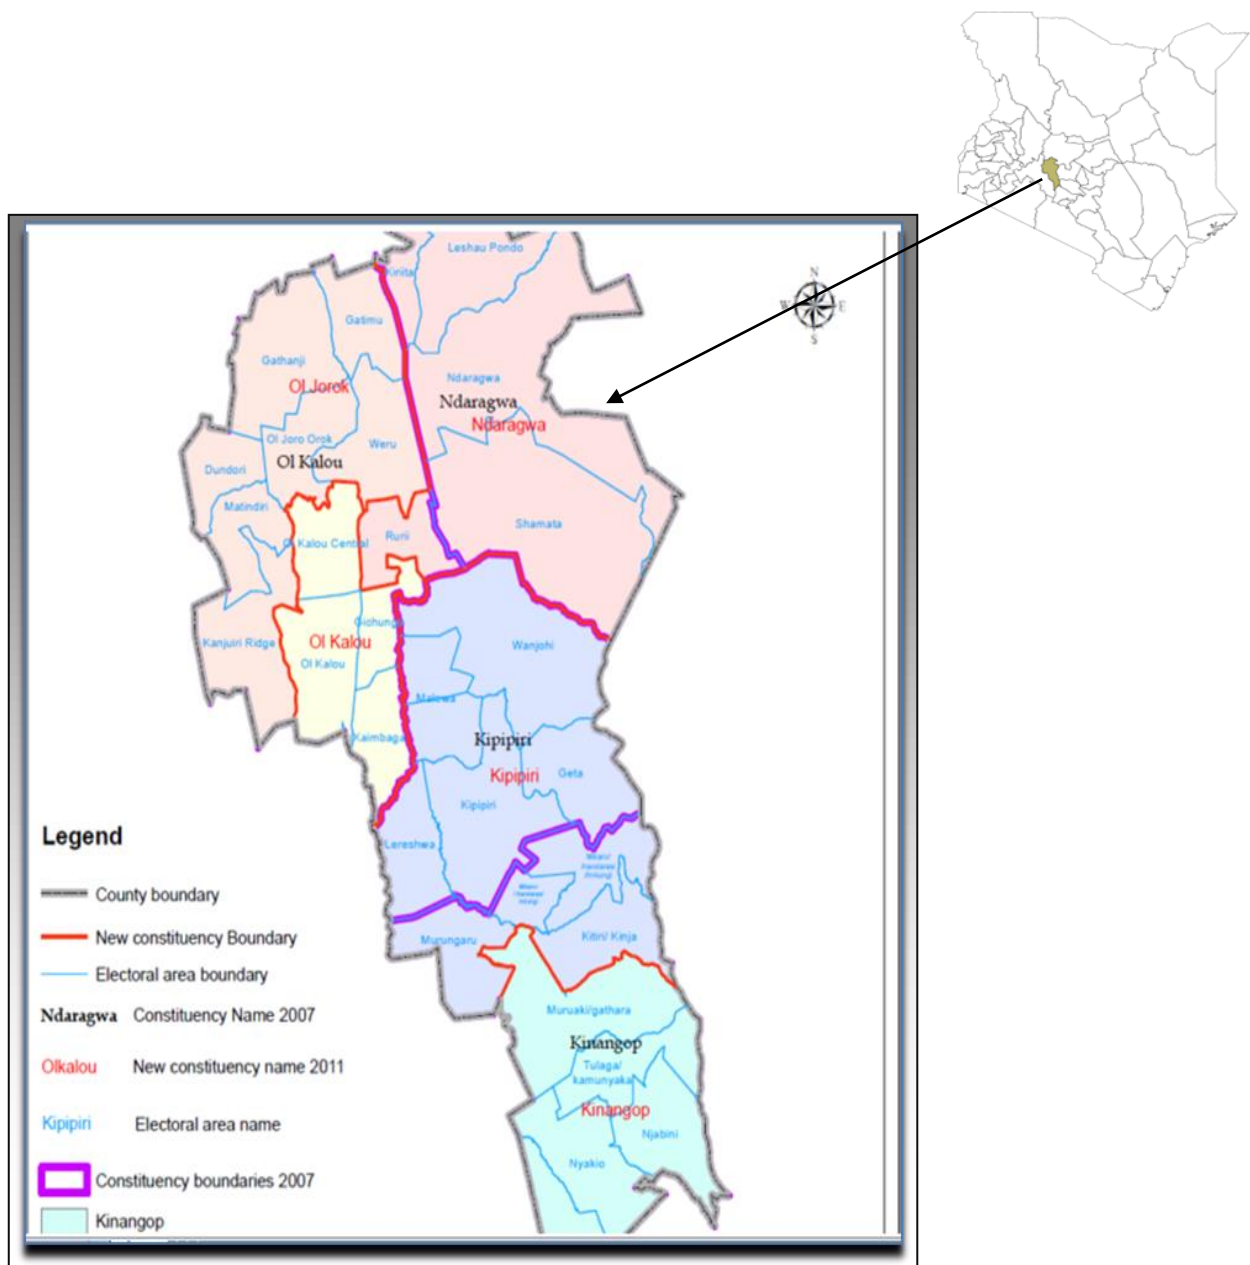 Leshau Pondo
Kirita
N
W
E
S
Gatimu
Gathanji
Ol Jorok
Ndaragwa
Ndaragwa
Ndaragwa
Ol Joro Orok
Weru
Ol Kalou
Dundori
Matindiri
Shamata
Ol Kalou Central
Rurii
Gichungo
Kanjuiri Ridge
Ol Kalou
Ol Kalou
Wanjohi
Malewa
Kaimbaga
Kipipiri
Kipipiri
Geta
Kipipiri
Lereshwa
Murungaru
Kitiri/ Kinja
Muruaki/gathara
Kinangop
Tulaga/
kamunyaka
Kinangop
Njabini
Nyakio
Legend
County boundary
New constituency Boundary
Electoral area boundary
Ndaragwa Constituency Name 2007
Olkalou New constituency name 2011
Kipipiri Electoral area name
Constituency boundaries 2007
Kinangop